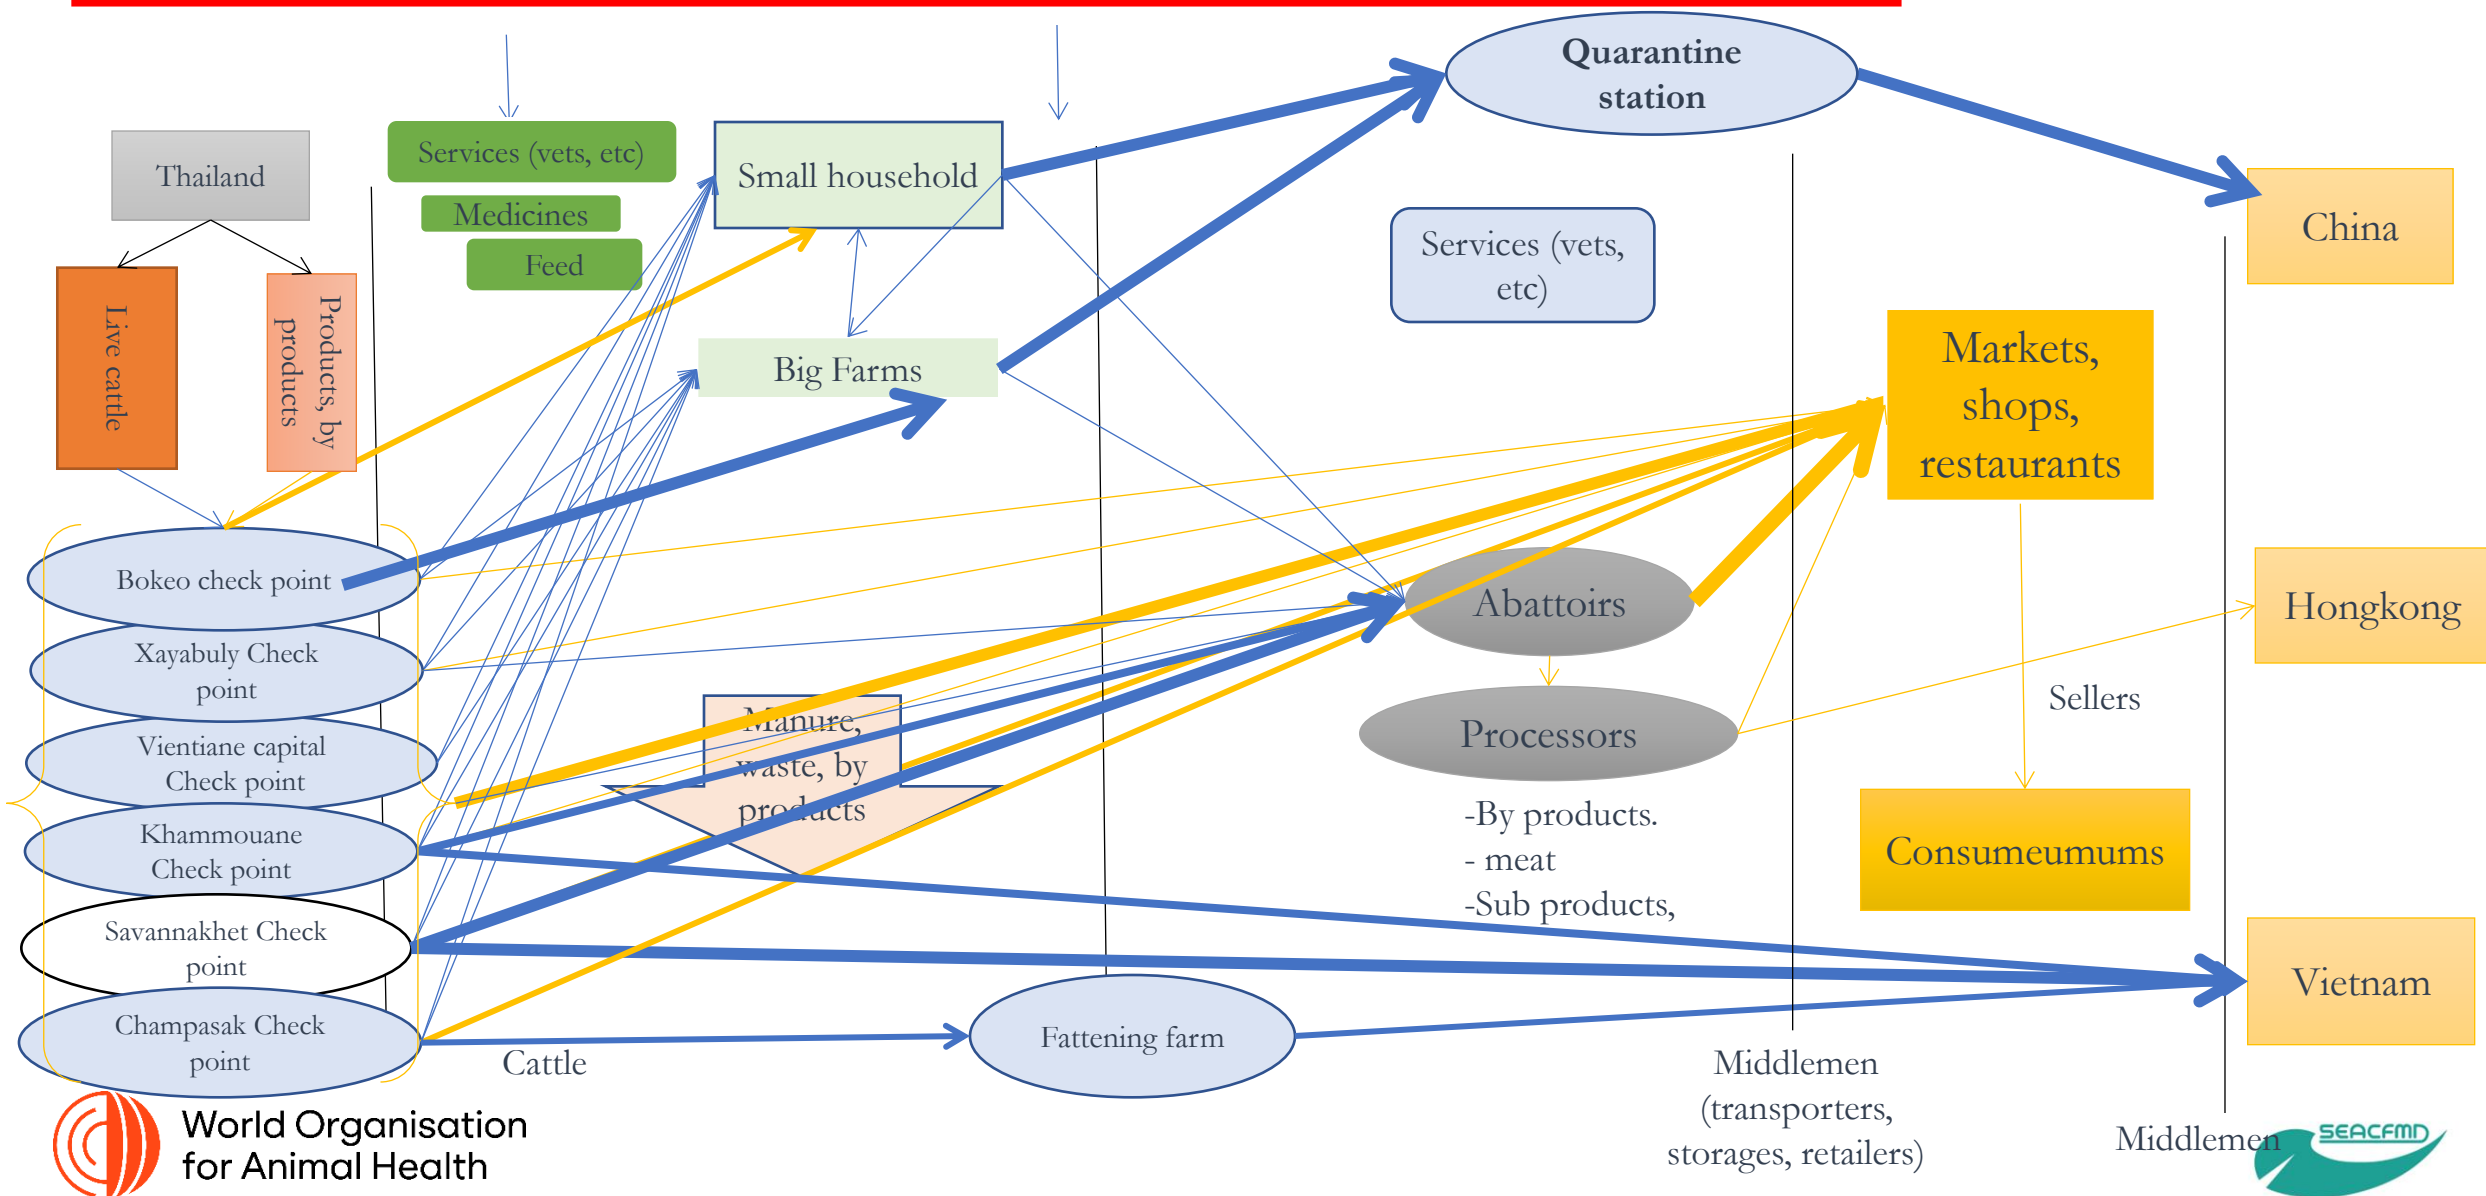 Quarantine
station
Thailand
Services (vets, etc)
Small household
Medicines
Feed
Services (vets,
etc)
China
Live cattle
Products, by
products
Big Farms
Markets,
shops,
restaurants
Bokeo check point
Abattoirs
Hongkong
Xayabuly Check
point
Sellers
Manure,
waste, by
products
Processors
Vientiane capital
Check point
-By products.
- meat
-Sub products,
Khammouane
Check point
Consumeumums
Savannakhet Check
point
Vietnam
Champasak Check
point
Cattle
Fattening farm
Middlemen
(transporters,
storages, retailers)
Middlemen
World Organisation
for Animal Health
SEACFMD